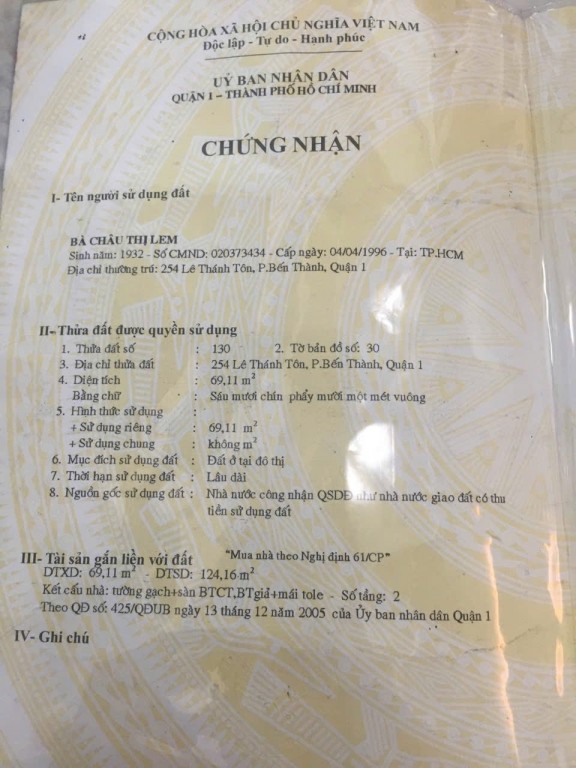 CỘNG HÒA XÃ HỘI CHỦ NGHĨA VIỆT NAM
Độc lập - Tự do - Hạnh phúc
UỶ BAN NHÂN DÂN
QUẬN 1 – THÀNH PHỐ HỒ CHÍ MINH
CHỨNG NHẬN
I- Tên người sử dụng đất
BÀ CHÂU THỊ LEM
Sinh năm: 1932 - Số CMND: 020373434 - Cấp ngày: 04/04/1996 - Tại: TP.HCM
Địa chỉ thường trú: 254 Lê Thánh Tôn, P.Bến Thành, Quận 1
II- Thửa đất được quyền sử dụng
1. Thửa đất số : 130 2. Tờ bản đồ số: 30
3. Địa chỉ thửa đất : 254 Lê Thánh Tôn, P.Bến Thành, Quận 1
4. Diện tích : 69,11 m²
Bằng chữ : Sáu mươi chín phẩy mười một mét vuông
5. Hình thức sử dụng :
+ Sử dụng riêng : 69,11 m²
+ Sử dụng chung : không m²
6. Mục đích sử dụng đất : Đất ở tại đô thị
7. Thời hạn sử dụng đất : Lâu dài
8. Nguồn gốc sử dụng đất : Nhà nước công nhận QSDĐ như nhà nước giao đất có thu
tiền sử dụng đất
III- Tài sản gắn liền với đất "Mua nhà theo Nghị định 61/CP"
DTXD: 69,11 m² - DTSD: 124,16 m²
Kết cấu nhà: tường gạch+sàn BTCT,BTgiả+mái tole - Số tầng: 2
Theo QĐ số: 425/QĐUB ngày 13 tháng 12 năm 2005 của Ủy ban nhân dân Quận 1
IV- Ghi chú